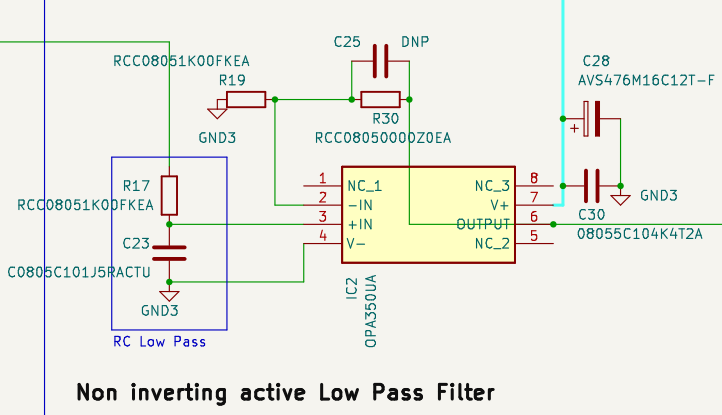 C25 DNP
C28
RCC08051K00FKEA
AVS476M16C12T-F
R19
R30
GND3
RCC08050000Z0EA
+
R17
1 NC_1 NC_3 8
GND3
RCC08051K00FKEA
2 -IN V+ 7
C30
3 +IN OUTPUT 6
08055C104K4T2A
C23
4 V- NC_2 5
C0805C101J5RACTU
IC2
OPA350UA
GND3
RC Low Pass
Non inverting active Low Pass Filter